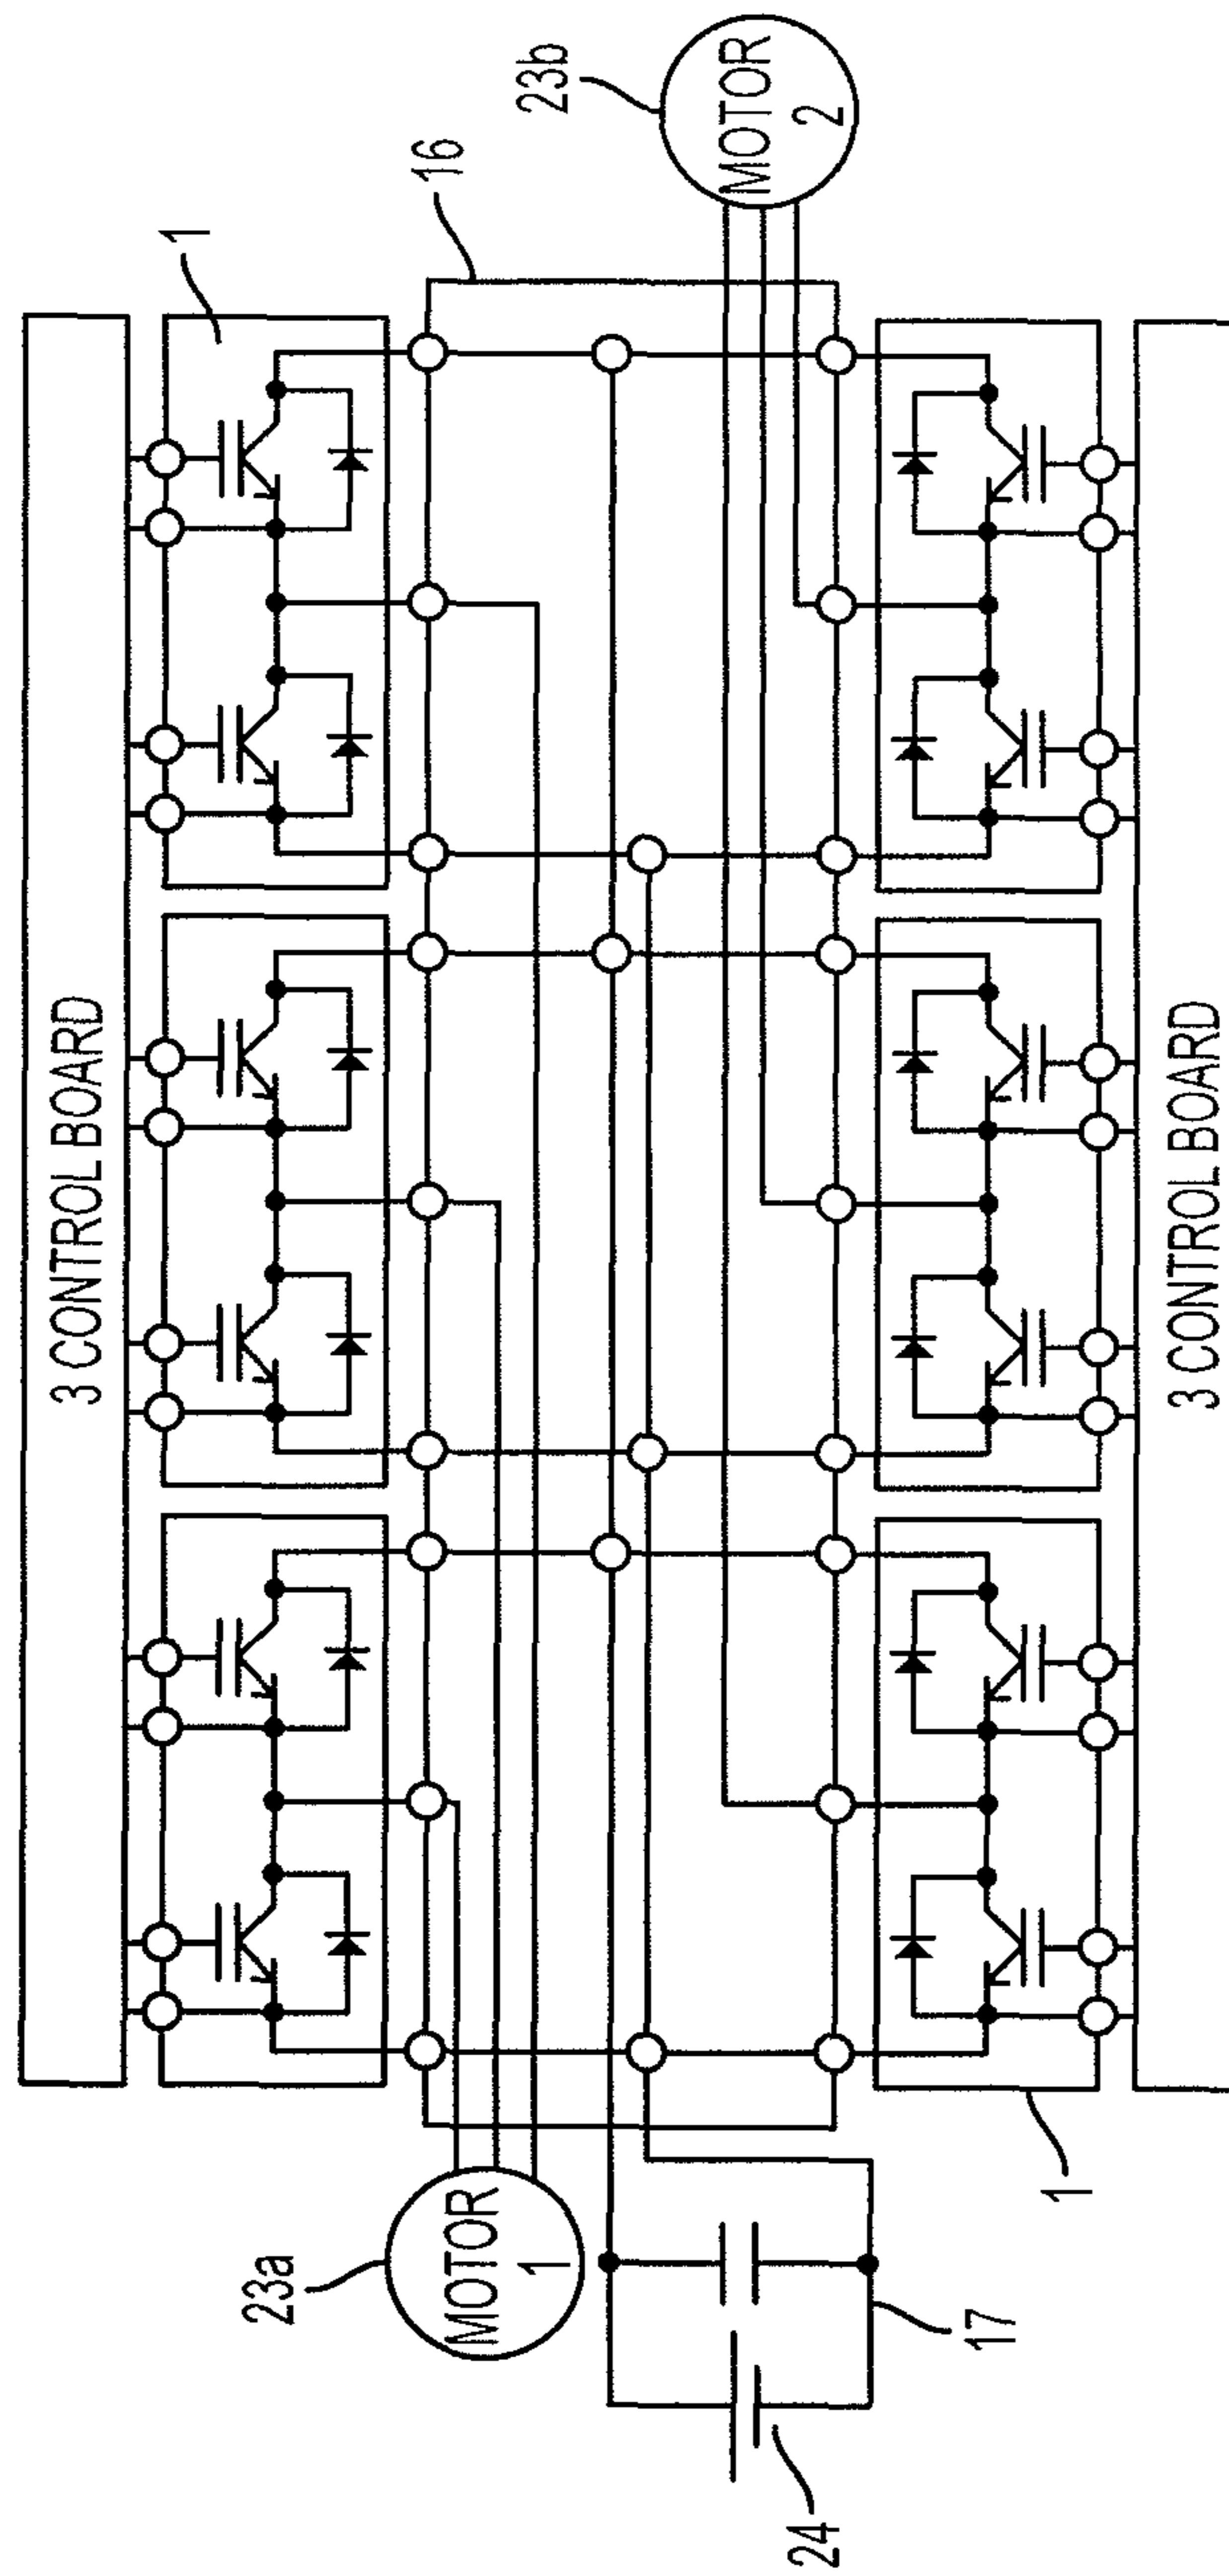 3 CONTROL BOARD
1
16
23b
MOTOR
2
23a
MOTOR
1
24
17
1
3 CONTROL BOARD